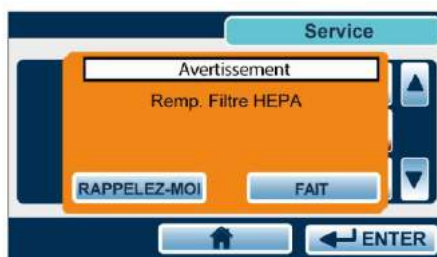 Service
Avertissement
Remp. Filtre HEPA
RAPPELEZ-MOI
FAIT
ENTER